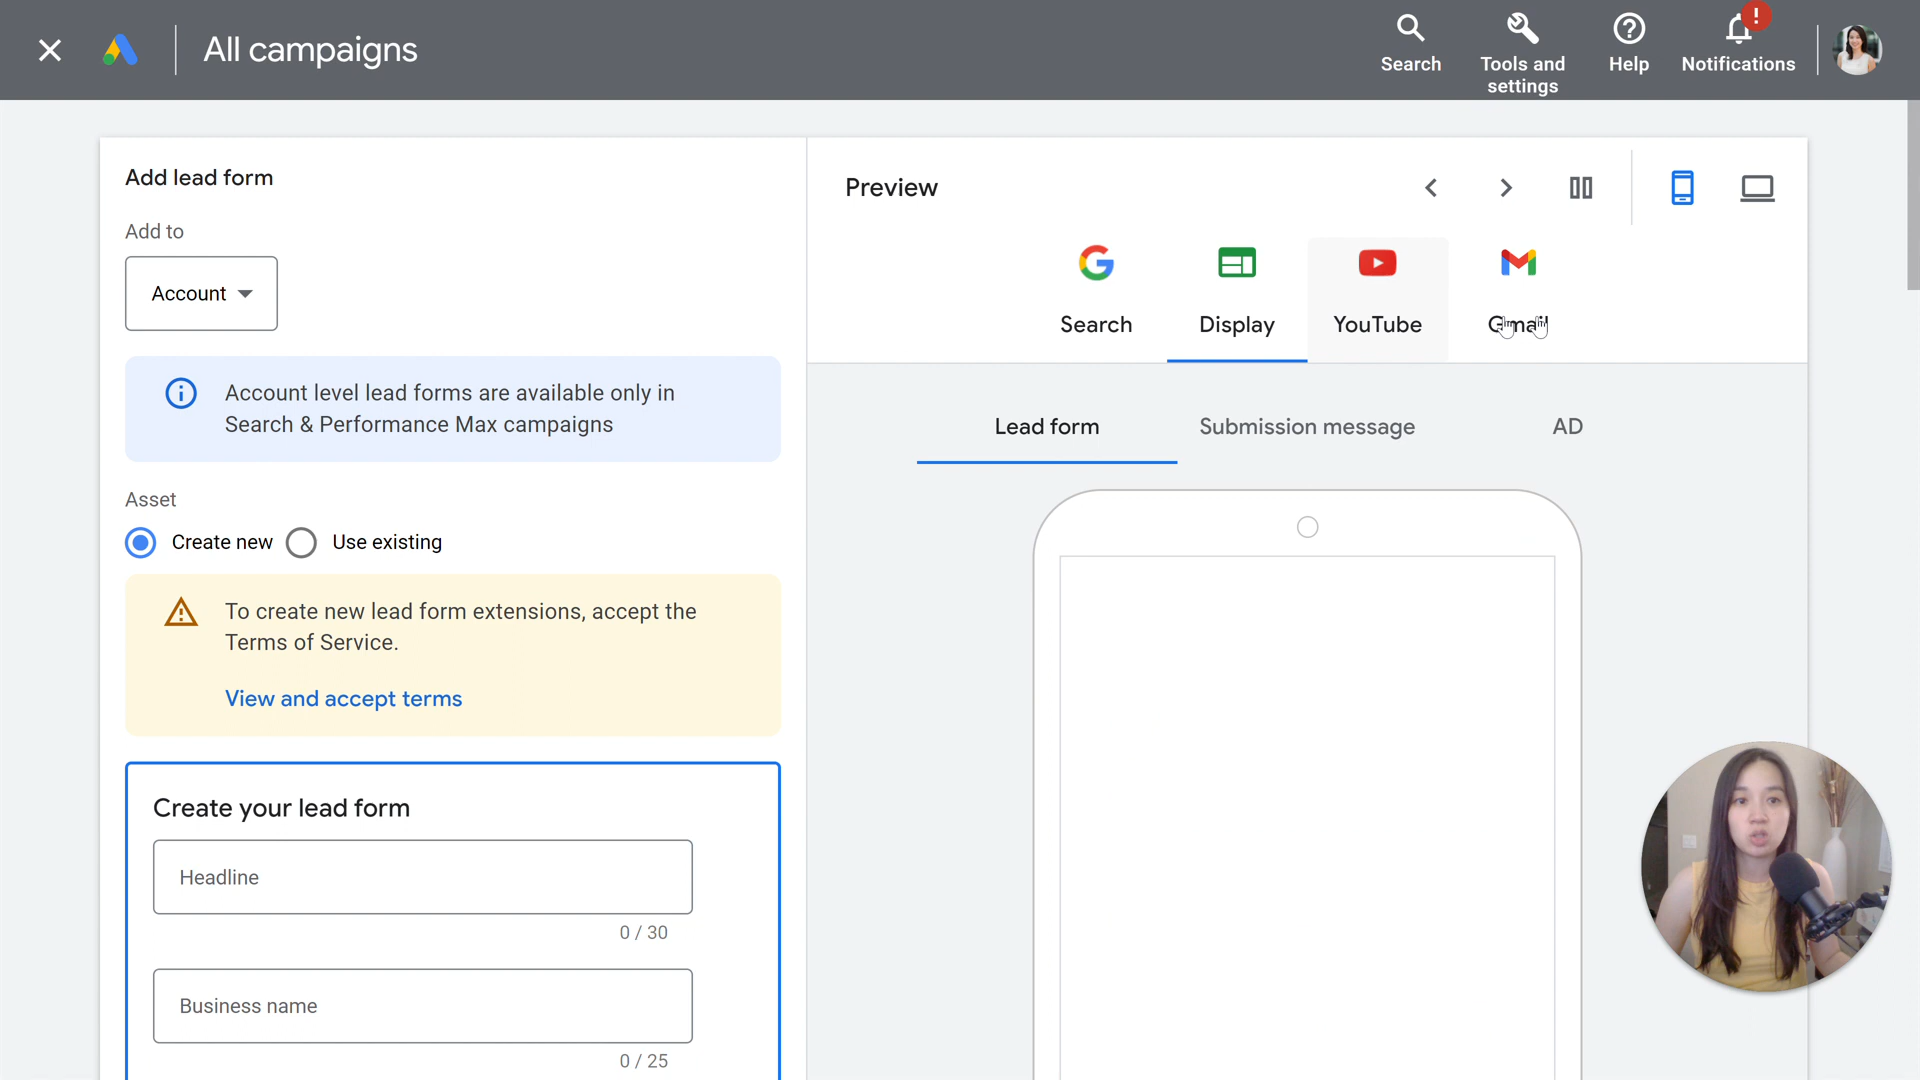 All campaigns
Search
Tools and
settings
Help
!
Notifications
Add lead form
Add to
Account
Account level lead forms are available only in
Search & Performance Max campaigns
Asset
Create new
Use existing
To create new lead form extensions, accept the
Terms of Service.
View and accept terms
Create your lead form
Headline
0 / 30
Business name
0 / 25
Preview
Search
Display
YouTube
Gmail
Lead form
Submission message
AD